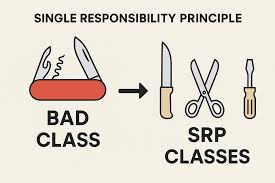 SINGLE RESPONSIBILITY PRINCIPLE
BAD
CLASS
SRP
CLASSES